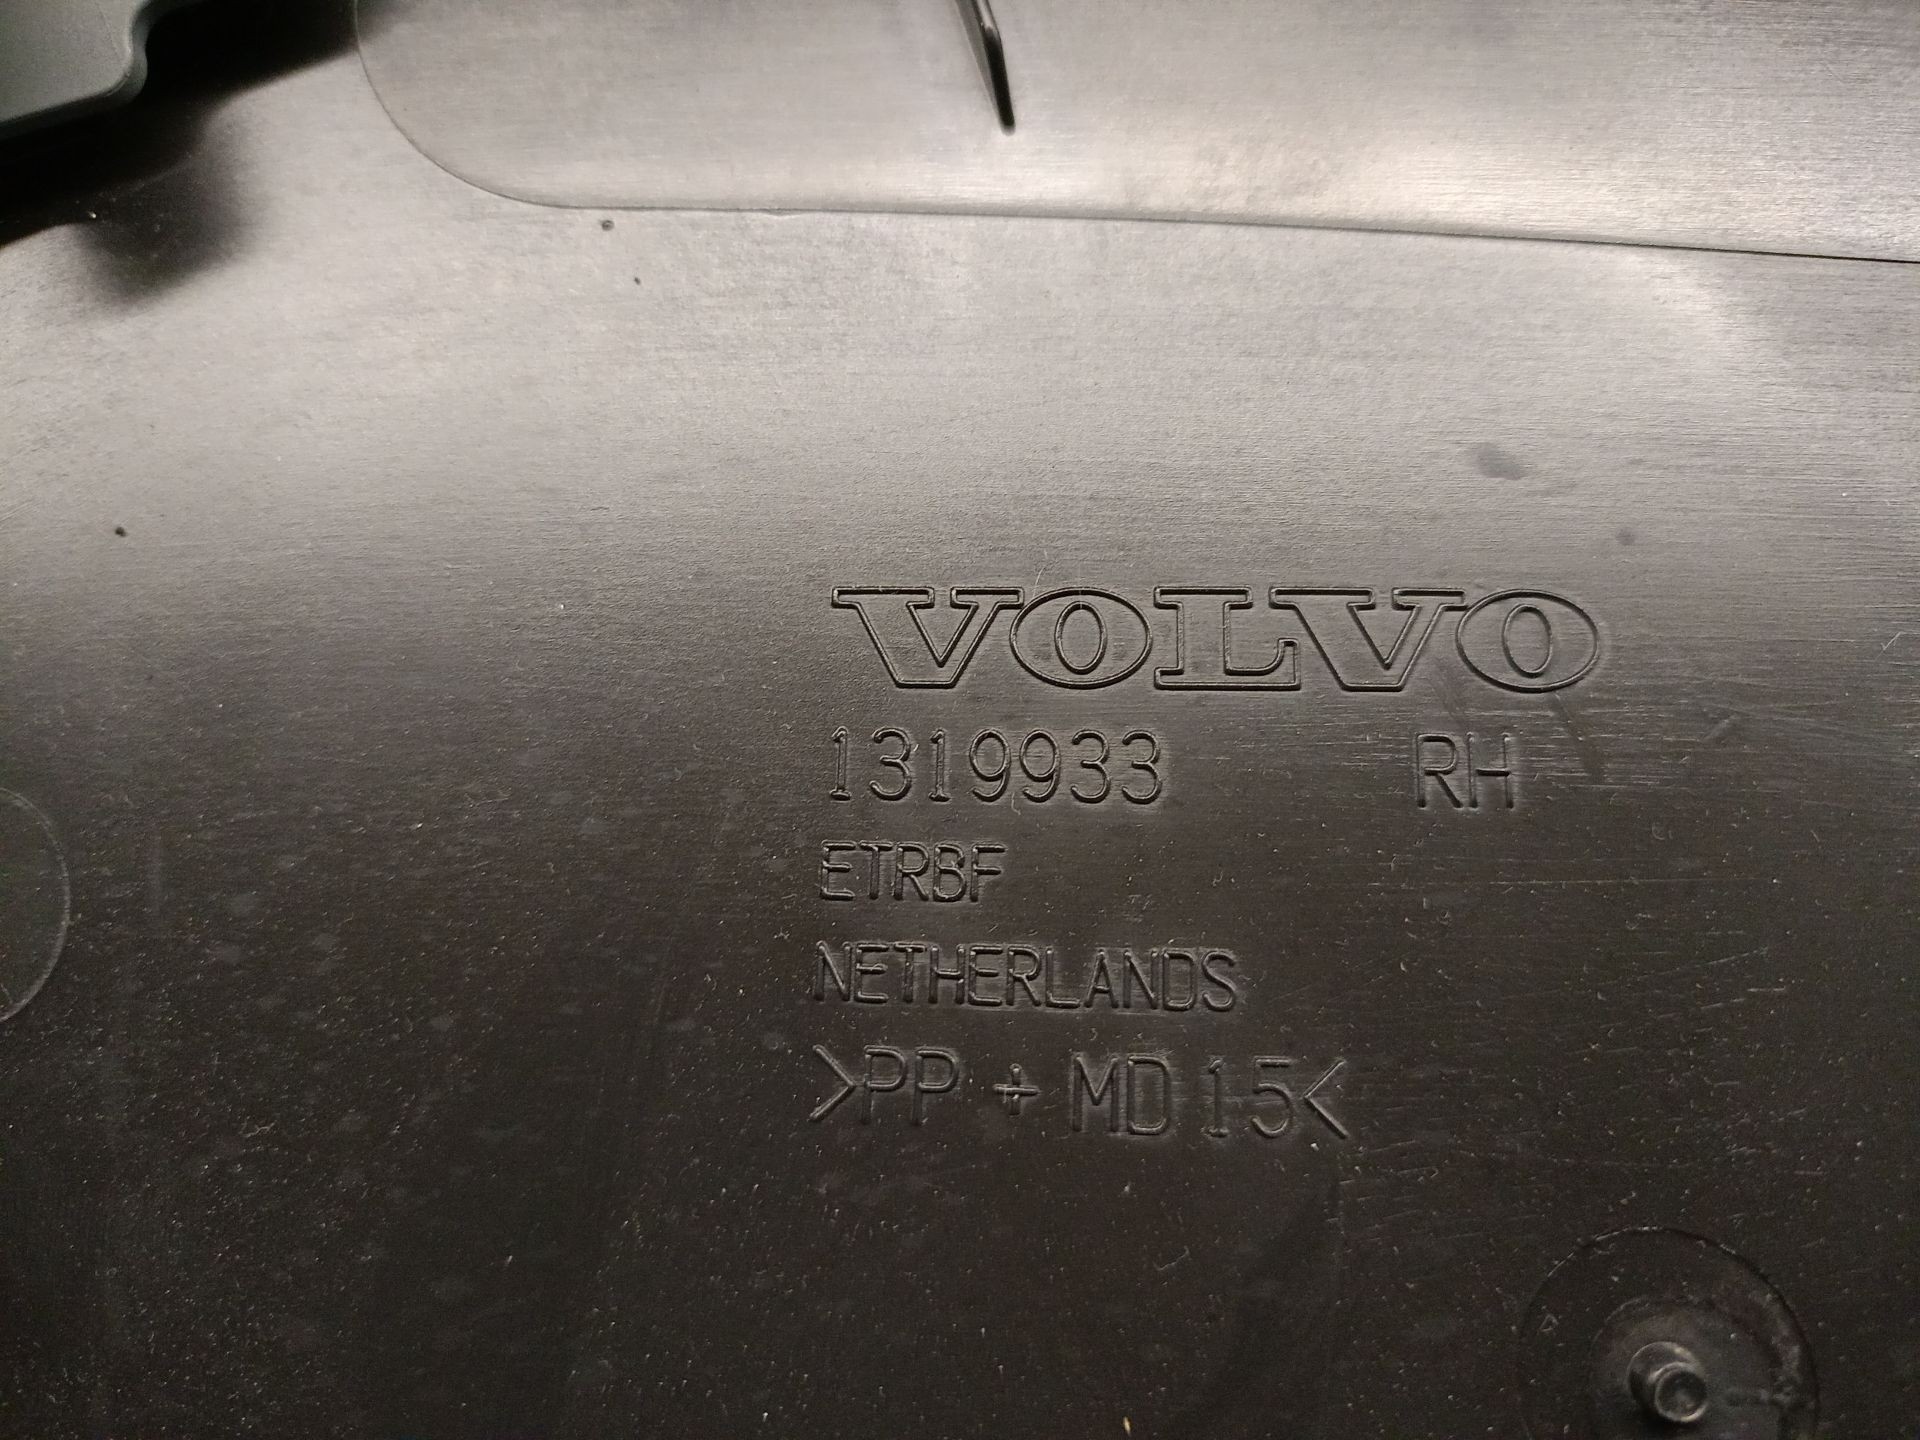 VOLVO
1319933 RH
ETRBF
NETHERLANDS
>PP + MD 15<